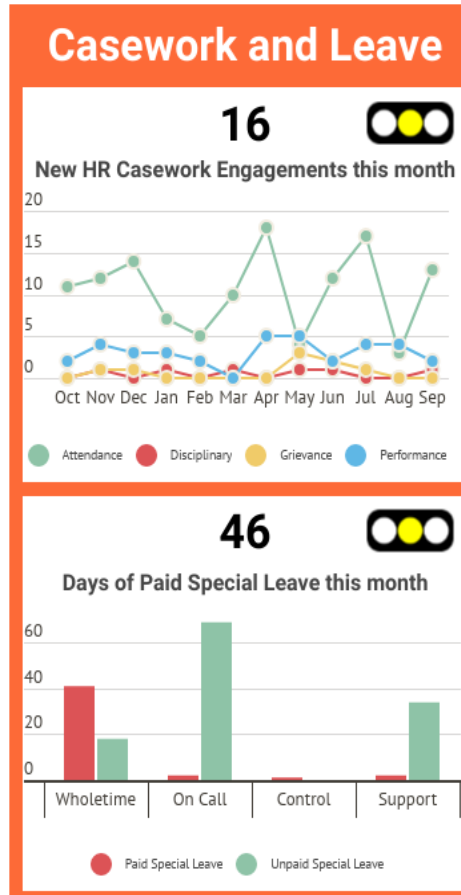 Casework and Leave
16
New HR Casework Engagements this month
20
15
10
5
0
Oct Nov Dec Jan Feb Mar Apr May Jun Jul Aug Sep
Attendance Disciplinary Grievance Performance
46
Days of Paid Special Leave this month
60
40
20
0
Wholetime On Call Control Support
Paid Special Leave Unpaid Special Leave